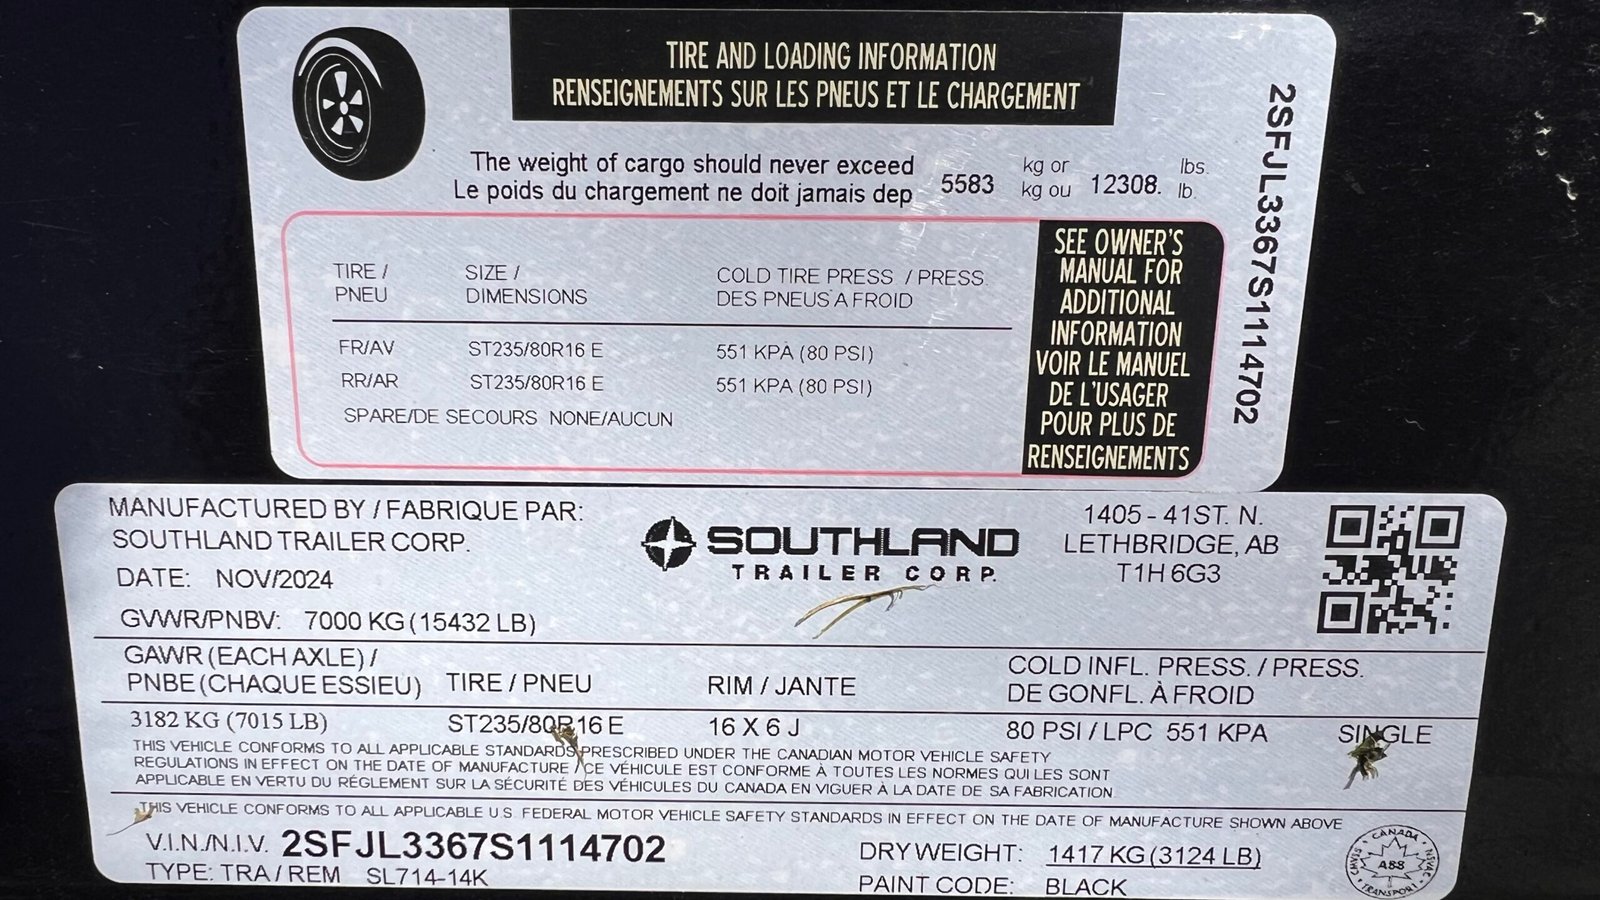 TIRE AND LOADING INFORMATION
RENSEIGNEMENTS SUR LES PNEUS ET LE CHARGEMENT
The weight of cargo should never exceed 5583 kg or 12308. lbs.
Le poids du chargement ne doit jamais dep kg ou lb.
TIRE / SIZE / COLD TIRE PRESS. / PRESS.
PNEU DIMENSIONS DES PNEUS A FROID
FR/AV ST235/80R16 E 551 KPA (80 PSI)
RR/AR ST235/80R16 E 551 KPA (80 PSI)
SPARE/DE SECOURS NONE/AUCUN
SEE OWNER'S
MANUAL FOR
ADDITIONAL
INFORMATION
VOIR LE MANUEL
DE L'USAGER
POUR PLUS DE
RENSEIGNEMENTS
2SFJL3367S1114702
MANUFACTURED BY / FABRIQUE PAR:
SOUTHLAND TRAILER CORP.
DATE: NOV/2024
GVWR/PNBV: 7000 KG (15432 LB)
SOUTHLAND
TRAILER CORP.
1405 - 41ST. N.
LETHBRIDGE, AB
T1H 6G3
GAWR (EACH AXLE) / COLD INFL. PRESS. / PRESS.
PNBE (CHAQUE ESSIEU) TIRE / PNEU RIM / JANTE DE GONFL. À FROID
3182 KG (7015 LB) ST235/80R16 E 16 X 6 J 80 PSI / LPC 551 KPA SINGLE
THIS VEHICLE CONFORMS TO ALL APPLICABLE STANDARDS PRESCRIBED UNDER THE CANADIAN MOTOR VEHICLE SAFETY
REGULATIONS IN EFFECT ON THE DATE OF MANUFACTURE / CE VÉHICULE EST CONFORME À TOUTES LES NORMES QUI LES SONT
APPLICABLE EN VERTU DU RÉGLEMENT SUR LA SÉCURITÉ DES VÉHICULES DU CANADA EN VIGUER À LA DATE DE SA FABRICATION.
THIS VEHICLE CONFORMS TO ALL APPLICABLE U.S. FEDERAL MOTOR VEHICLE SAFETY STANDARDS IN EFFECT ON THE DATE OF MANUFACTURE SHOWN ABOVE
V.I.N./N.I.V. 2SFJL3367S1114702
TYPE: TRA / REM SL714-14K
DRY WEIGHT: 1417 KG (3124 LB)
PAINT CODE: BLACK
CANADA
A88
TRANSPORT